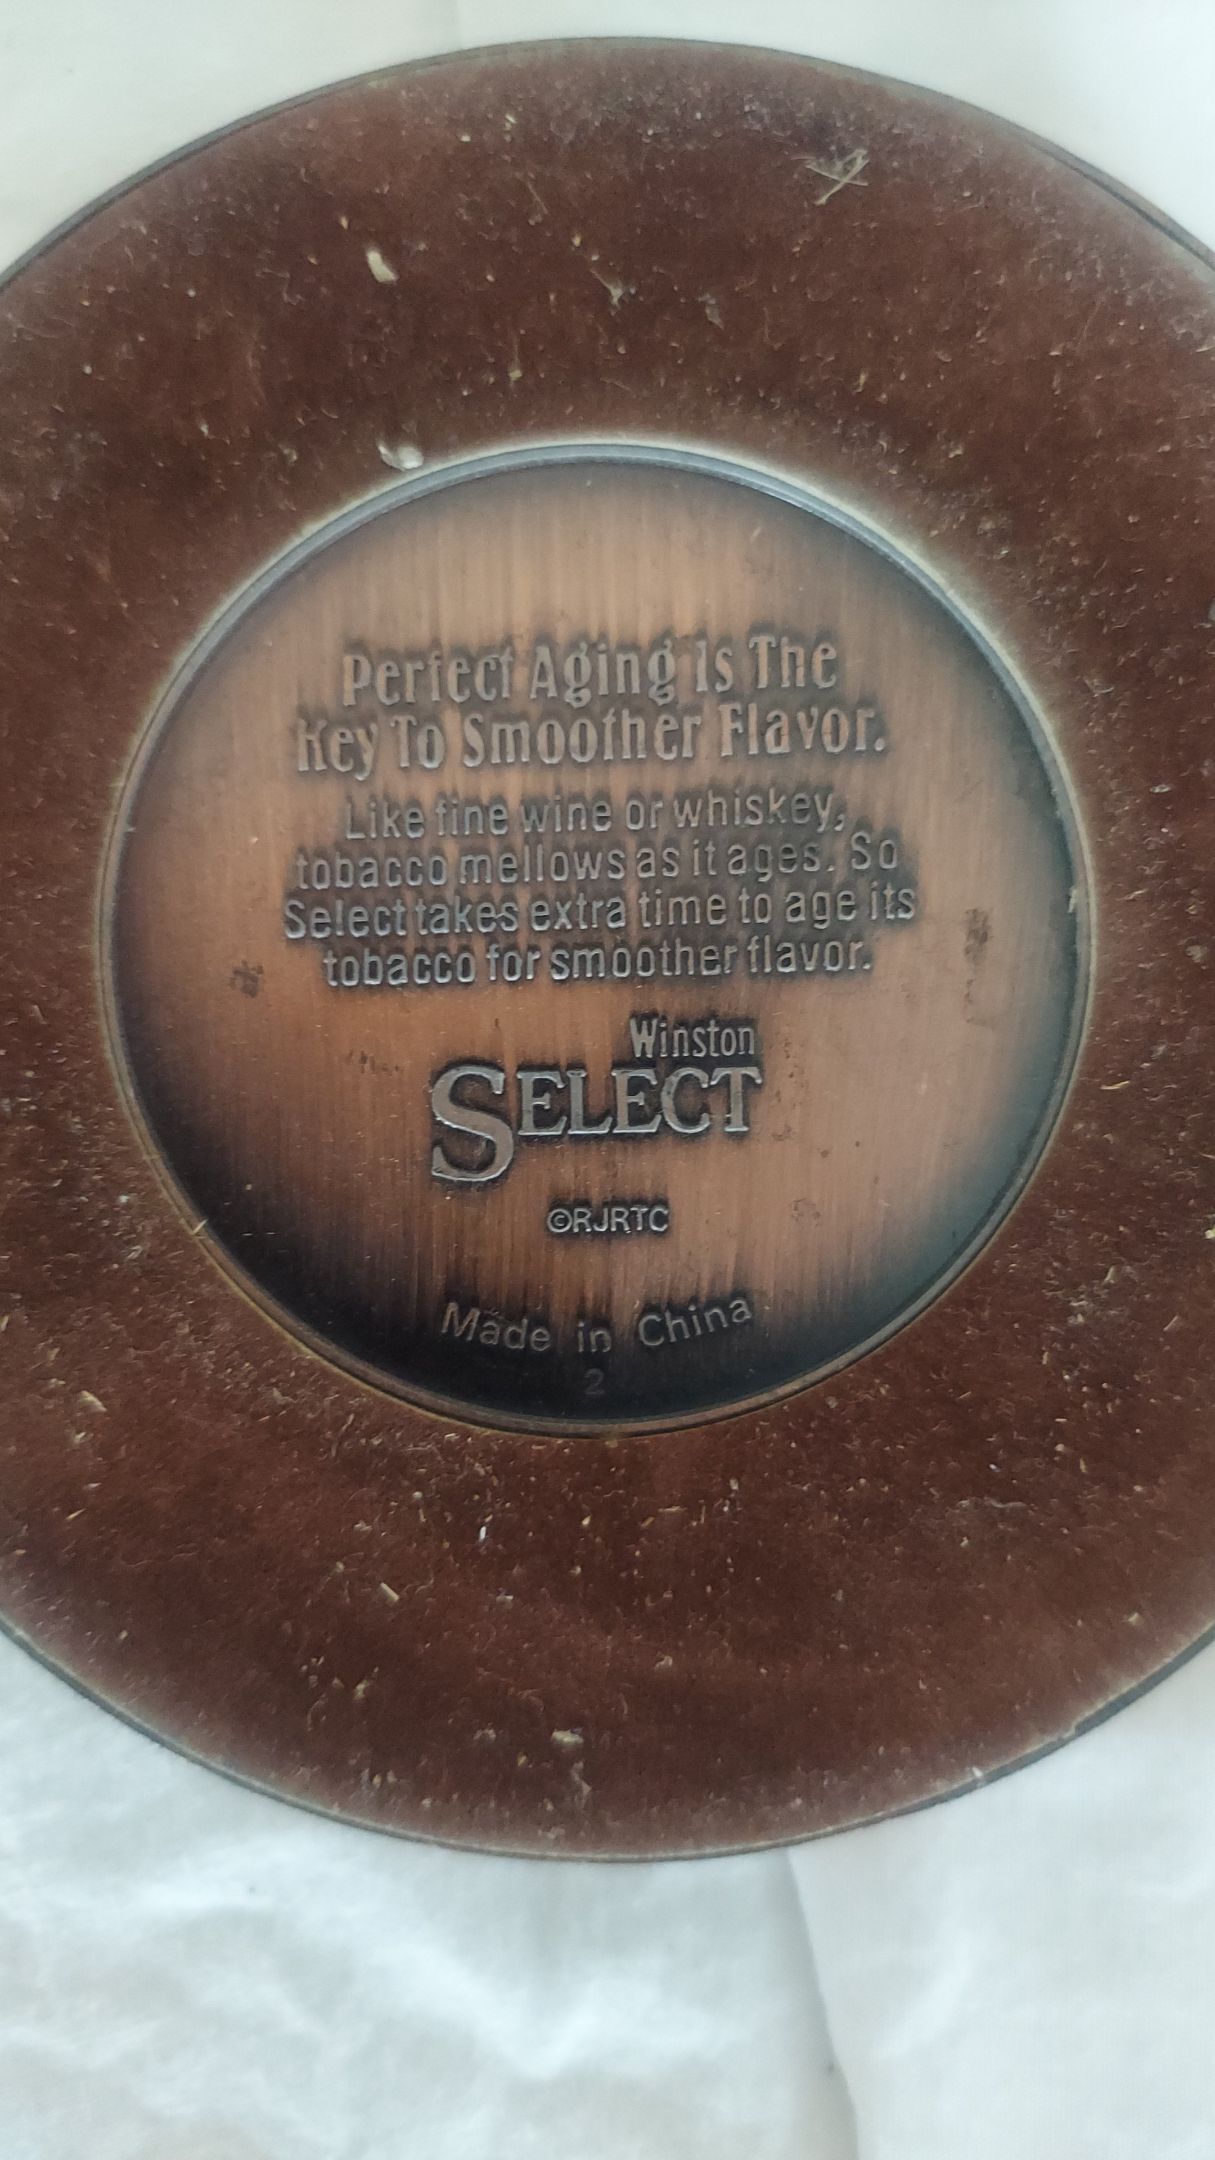 Perfect Aging Is The
Key To Smoother Flavor.
Like fine wine or whiskey,
tobacco mellows as it ages. So
Select takes extra time to age its
tobacco for smoother flavor.
Winston
SELECT
©RJRTC
Made in China
2